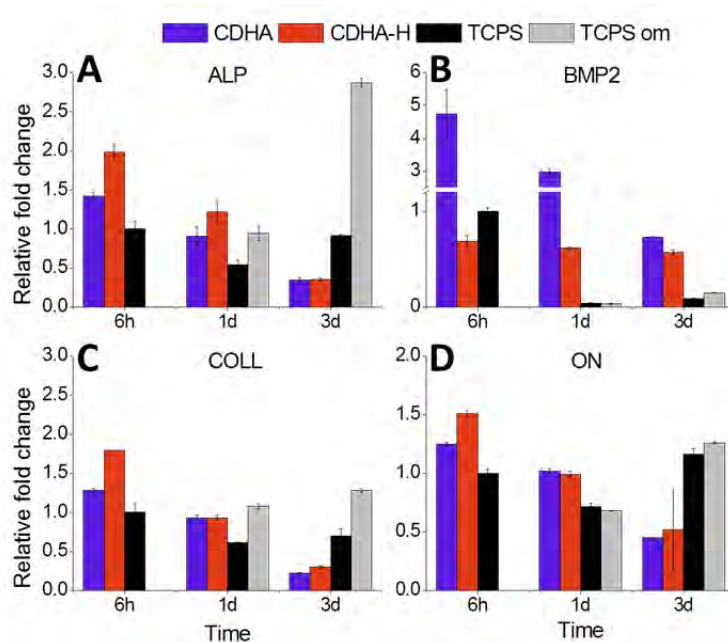 CDHA CDHA-H TCPS TCPS om
A ALP
B BMP2
Relative fold change
3.0
2.5
2.0
1.5
1.0
0.5
0.0
6h 1d 3d
6
5
4
3
1
0
6h 1d 3d
C COLL
D ON
Relative fold change
3.0
2.5
2.0
1.5
1.0
0.5
0.0
6h 1d 3d
Time
2.0
1.5
1.0
0.5
0.0
6h 1d 3d
Time